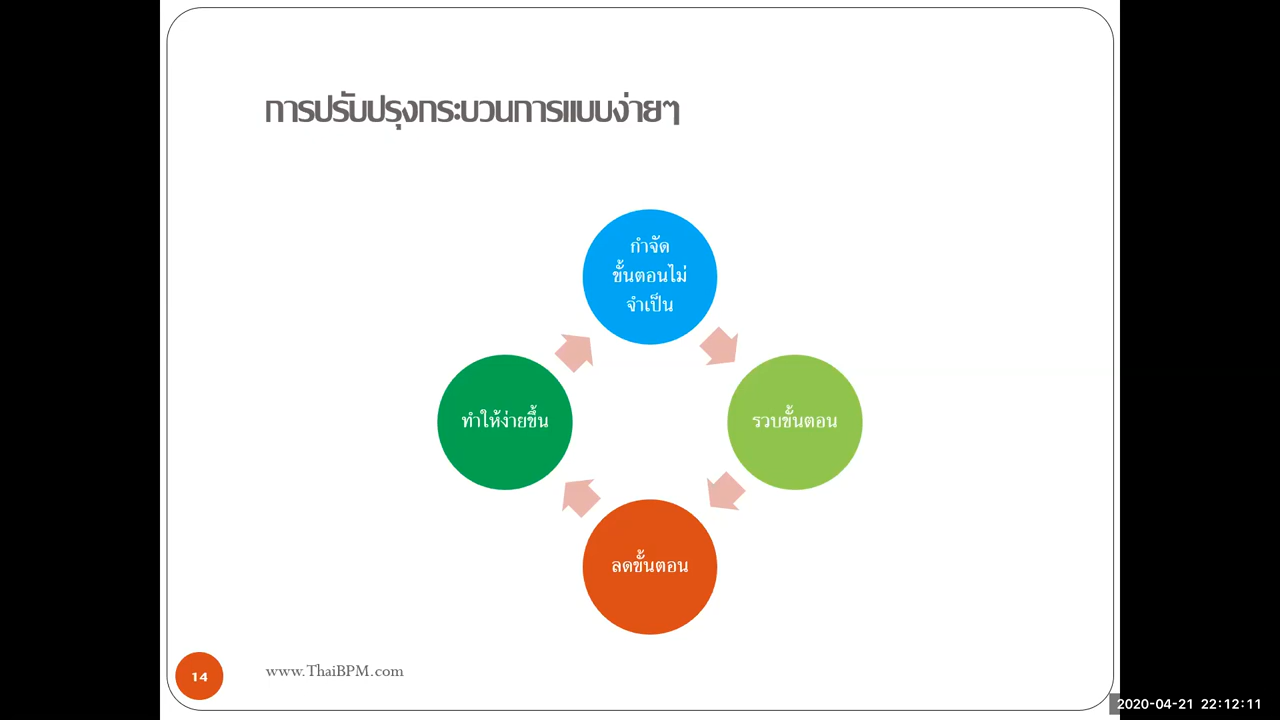 การปรับปรุงกระบวนการแบบง่ายๆ
กำจัด
ขั้นตอนไม่
จำเป็น
ทำให้ง่ายขึ้น
รวบขั้นตอน
ลดขั้นตอน
14
www.ThaiBPM.com
2020-04-21 22:12:11